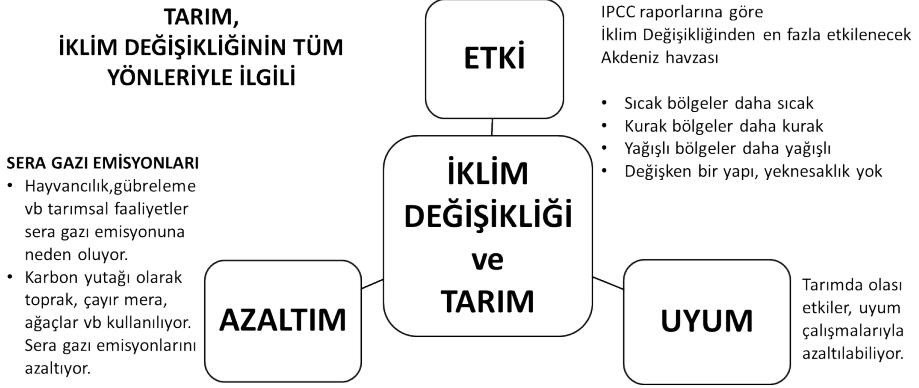 TARIM,
İKLİM DEĞİŞİKLİĞİNİN TÜM
YÖNLERİYLE İLGİLİ
ETKİ
IPCC raporlarına göre
İklim Değişikliğinden en fazla etkilenecek
Akdeniz havzası
• Sıcak bölgeler daha sıcak
• Kurak bölgeler daha kurak
• Yağışlı bölgeler daha yağışlı
• Değişken bir yapı, yeknesaklık yok
SERA GAZI EMİSYONLARI
• Hayvancılık,gübreleme
vb tarımsal faaliyetler
sera gazı emisyonuna
neden oluyor.
• Karbon yutağı olarak
toprak, çayır mera,
ağaçlar vb kullanılıyor.
Sera gazı emisyonlarını
azaltıyor.
İKLİM
DEĞİŞİKLİĞİ
ve
TARIM
AZALTIM
UYUM
Tarımda olası
etkiler, uyum
çalışmalarıyla
azaltılabiliyor.